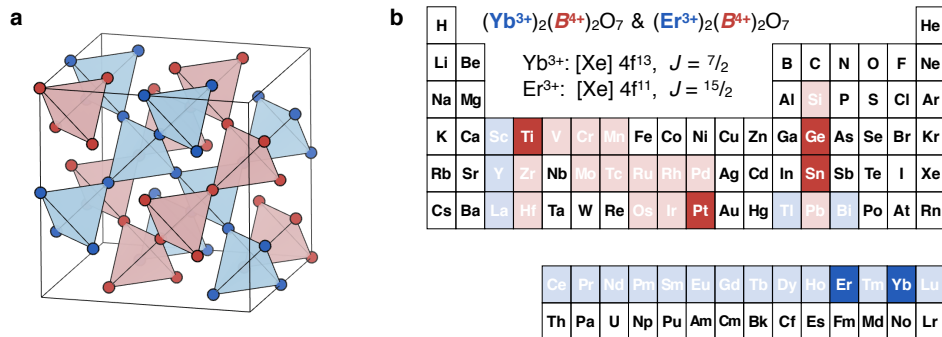 a
b
(Yb3+)2(B4+)2O7 & (Er3+)2(B4+)2O7
Yb3+: [Xe] 4f13, J = 7/2
Er3+: [Xe] 4f11, J = 15/2
H He
Li Be B C N O F Ne
Na Mg Al Si P S Cl Ar
K Ca Sc Ti V Cr Mn Fe Co Ni Cu Zn Ga Ge As Se Br Kr
Rb Sr Y Zr Nb Mo Tc Ru Rh Pd Ag Cd In Sn Sb Te I Xe
Cs Ba La Hf Ta W Re Os Ir Pt Au Hg Tl Pb Bi Po At Rn
Ce Pr Nd Pm Sm Eu Gd Tb Dy Ho Er Tm Yb Lu
Th Pa U Np Pu Am Cm Bk Cf Es Fm Md No Lr